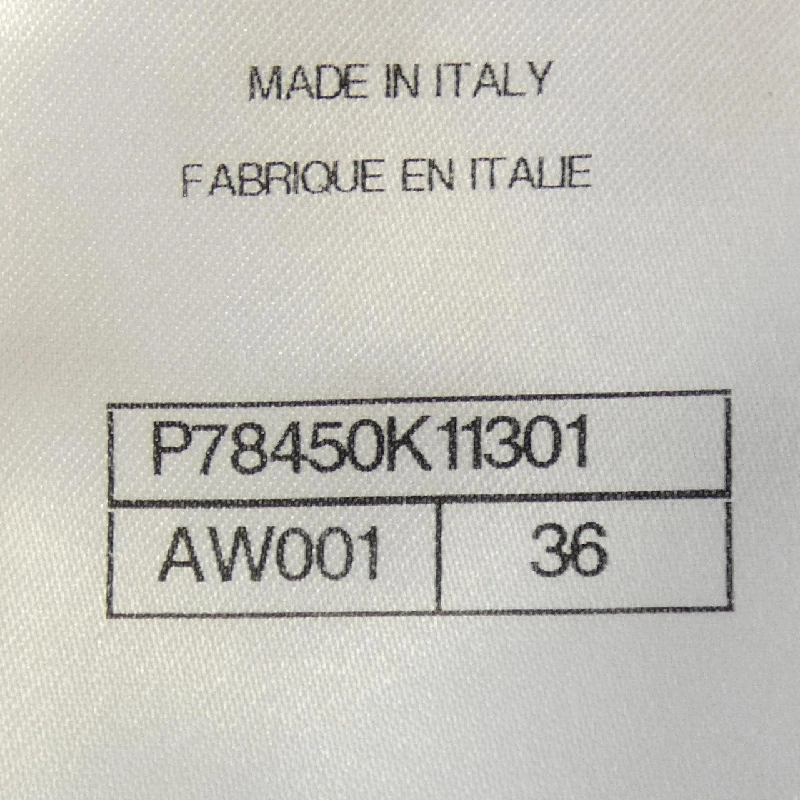 MADE IN ITALY
FABRIQUE EN ITALIE
P78450K11301
AW001 36